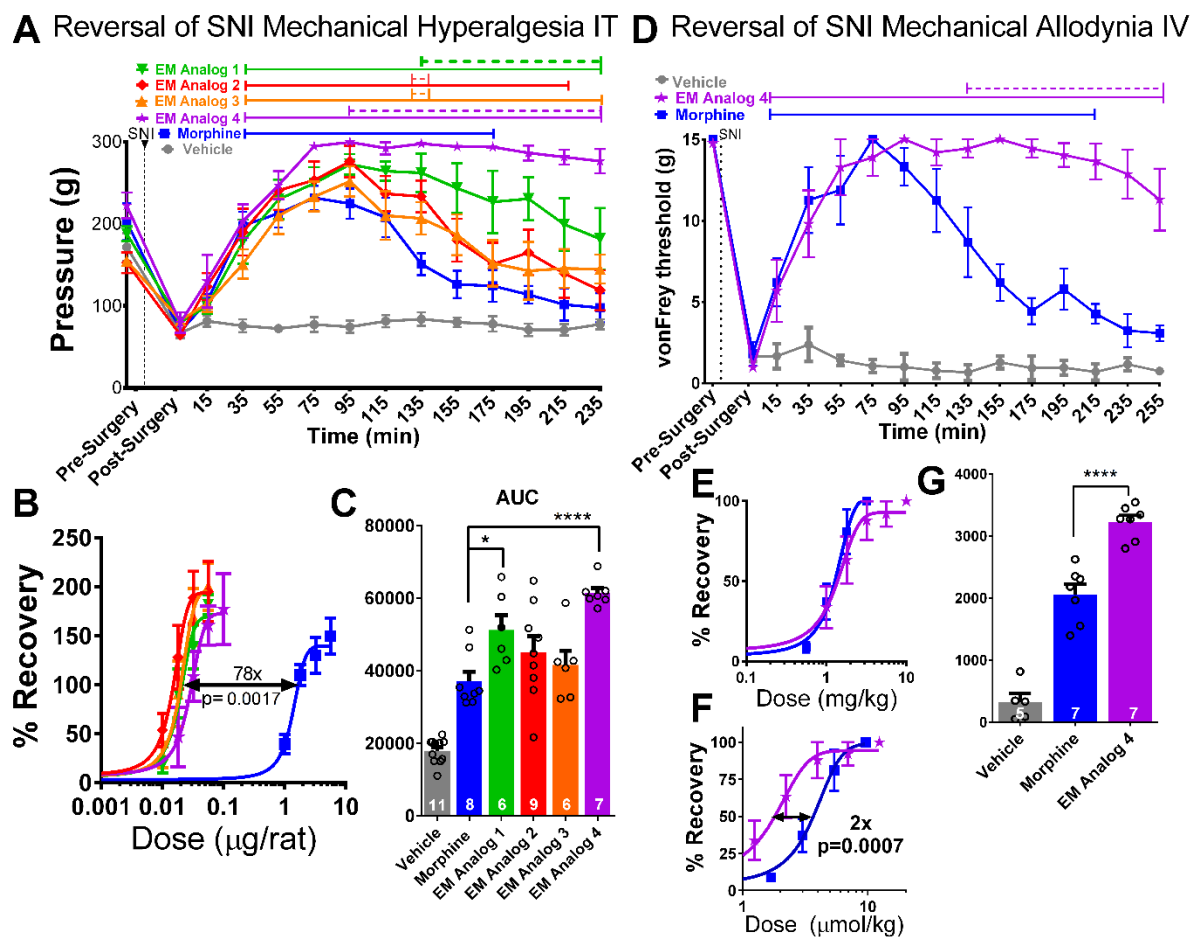 A Reversal of SNI Mechanical Hyperalgesia IT
EM Analog 1
EM Analog 2
EM Analog 3
EM Analog 4
SNI
Morphine
Vehicle
Pressure (g)
300
200
100
0
Pre-Surgery
Post-Surgery
15
35
55
75
95
115
135
155
175
195
215
235
Time (min)
D Reversal of SNI Mechanical Allodynia IV
Vehicle
EM Analog 4
Morphine
SNI
vonFrey threshold (g)
15
10
5
0
Pre-Surgery
Post-Surgery
15
35
55
75
95
115
135
155
175
195
215
235
255
Time (min)
B
% Recovery
250
200
150
100
50
0
78x
p= 0.0017
0.001
0.01
0.1
1
10
Dose (μg/rat)
C
AUC
80000
60000
40000
20000
0
*
****
11
8
6
9
6
7
Vehicle
Morphine
EM Analog 1
EM Analog 2
EM Analog 3
EM Analog 4
E
% Recovery
100
50
0
0.1
1
10
Dose (mg/kg)
F
% Recovery
100
75
50
25
0
2x
p=0.0007
1
10
Dose (μmol/kg)
G
4000
3000
2000
1000
0
****
5
7
7
Vehicle
Morphine
EM Analog 4